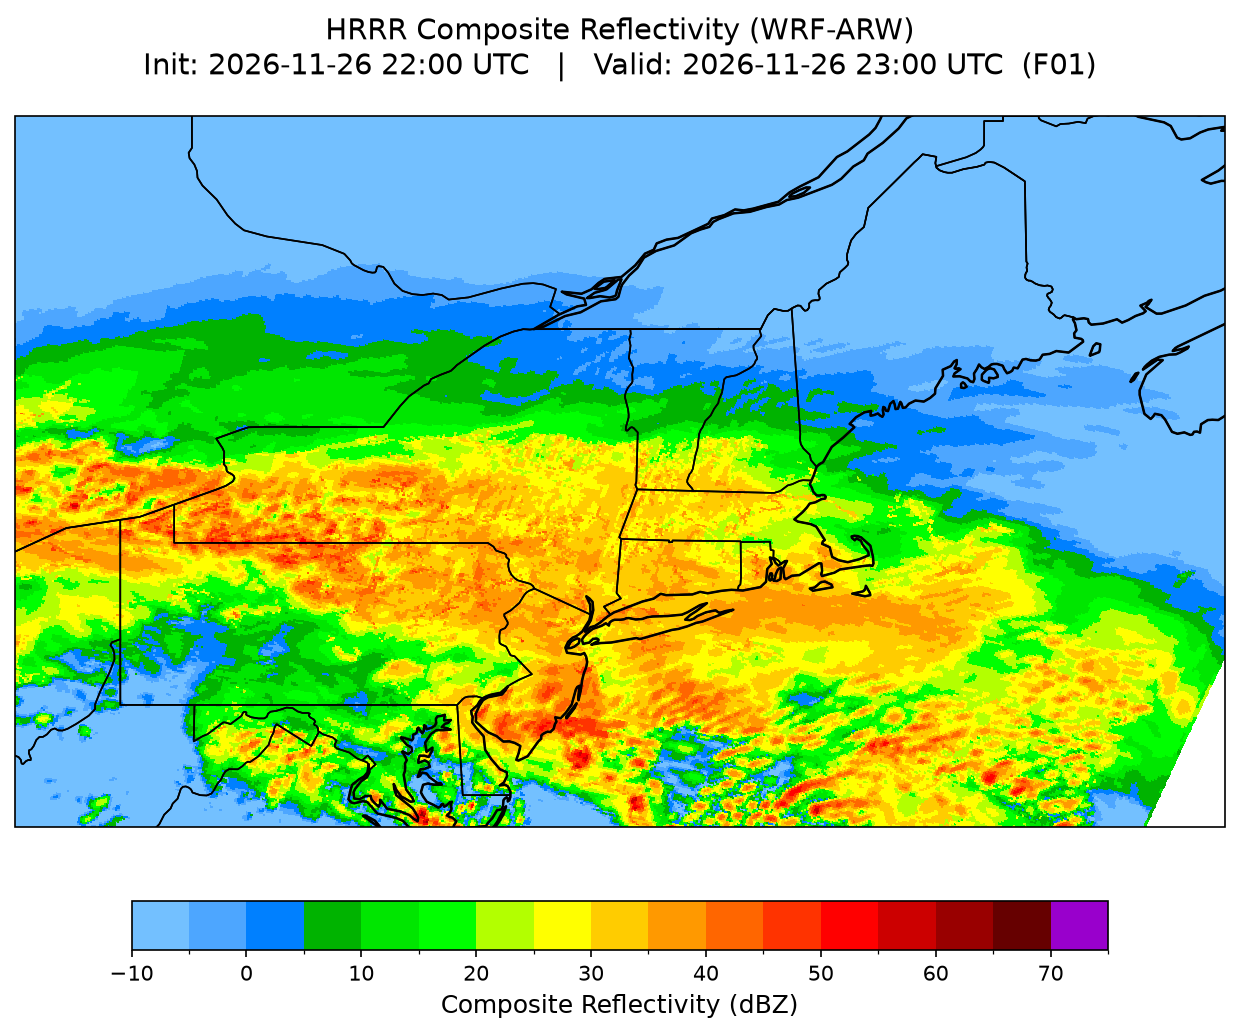 HRRR Composite Reflectivity (WRF-ARW)
Init: 2026-11-26 22:00 UTC   |   Valid: 2026-11-26 23:00 UTC  (F01)
−10 0 10 20 30 40 50 60 70
Composite Reflectivity (dBZ)